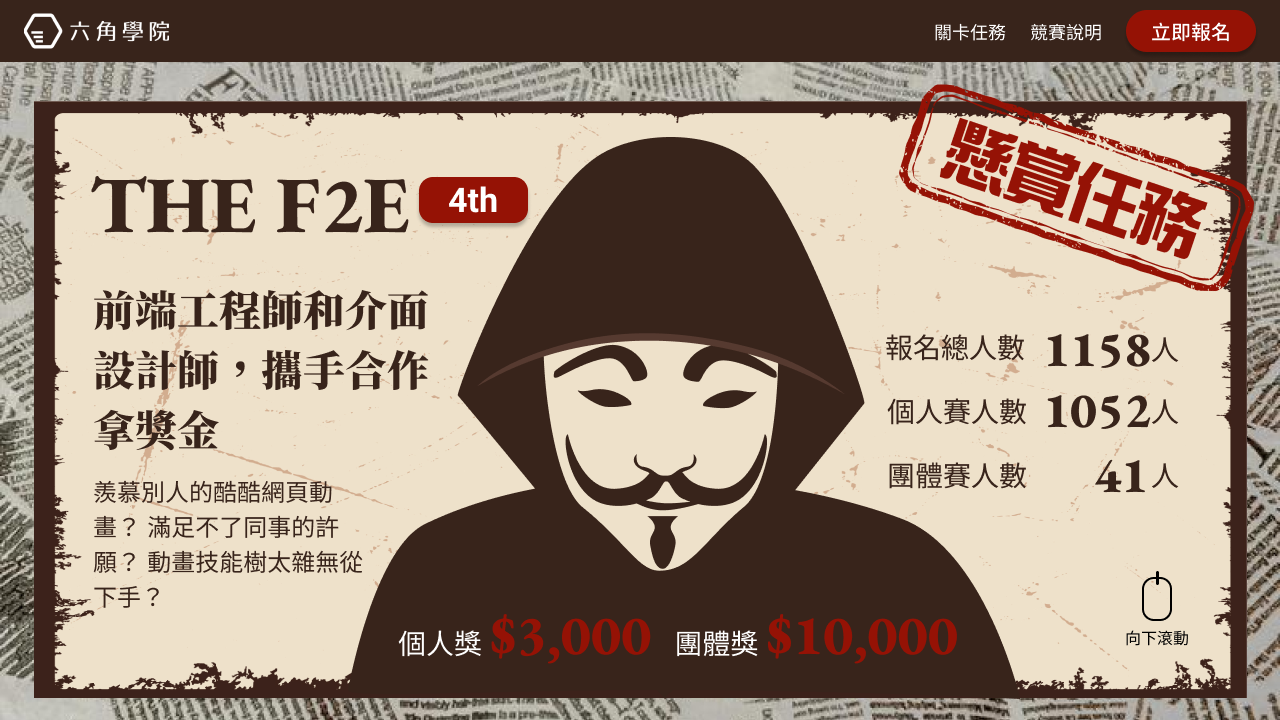 六角學院
關卡任務
競賽說明
立即報名
懸賞任務
THE F2E
4th
前端工程師和介面
設計師，攜手合作
拿獎金
羨慕別人的酷酷網頁動
畫？ 滿足不了同事的許
願？ 動畫技能樹太雜無從
下手？
報名總人數 1158人
個人賽人數 1052人
團體賽人數 41人
個人獎 $3,000 團體獎 $10,000
向下滾動